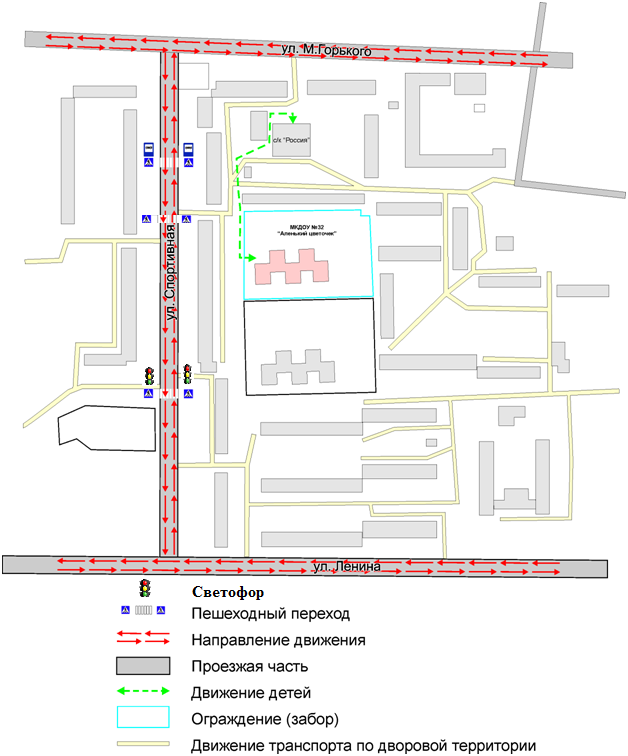 ул. М.Горького
с/к "Россия"
МКДОУ №32
"Аленький цветочек"
ул. Спортивная
ул. Ленина
Светофор
Пешеходный переход
Направление движения
Проезжая часть
Движение детей
Ограждение (забор)
Движение транспорта по дворовой территории